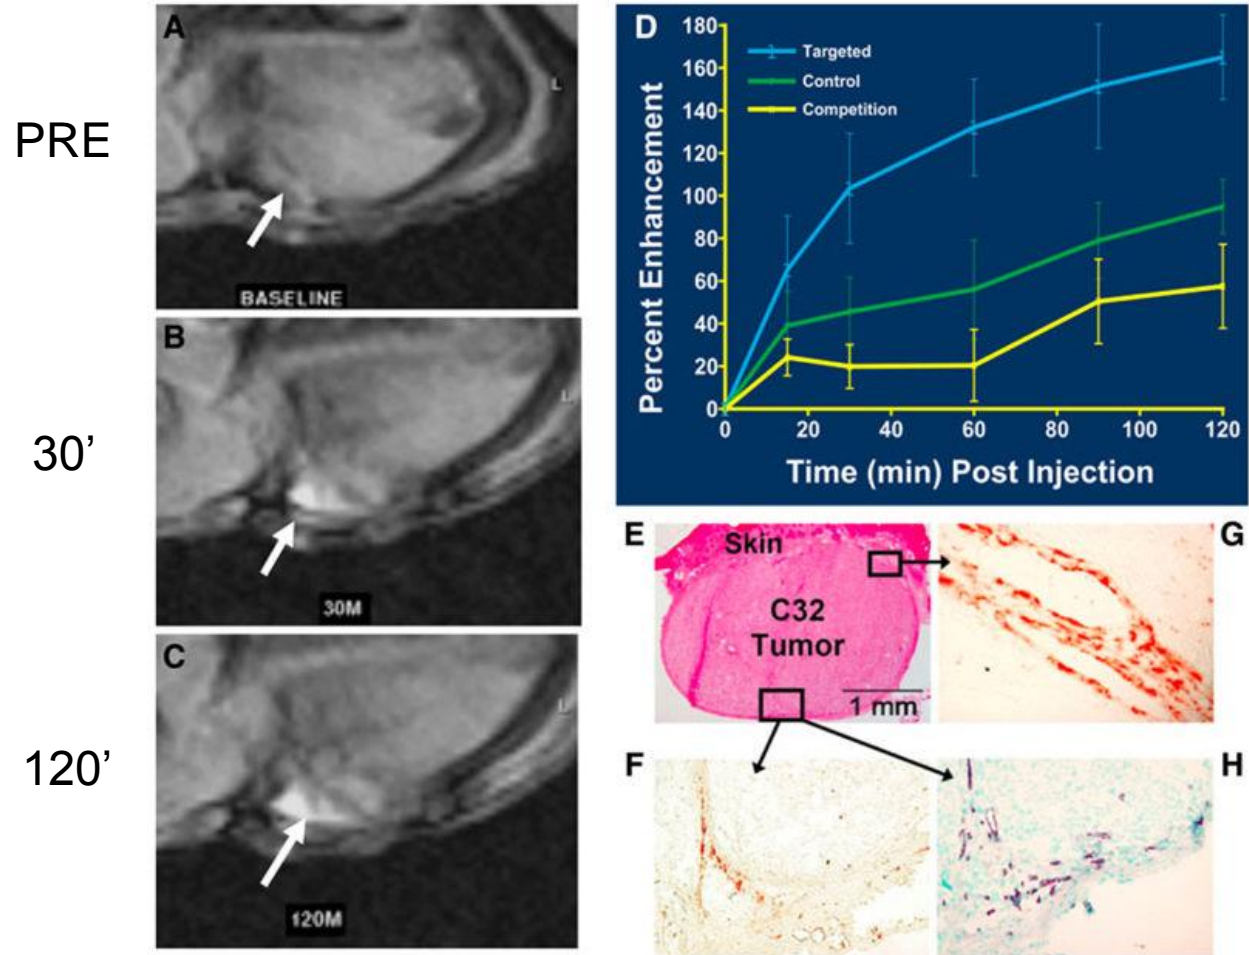 PRE
A
L
BASELINE
30’
B
L
30M
120’
C
L
120M
D
Targeted
Control
Competition
Percent Enhancement
180
160
140
120
100
80
60
40
20
0
0 20 40 60 80 100 120
Time (min) Post Injection
E
Skin
C32
Tumor
1 mm
G
F
H